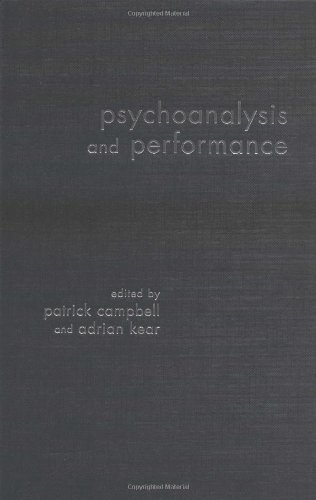 psychoanalysis
and performance
edited by
patrick campbell
and adrian kear